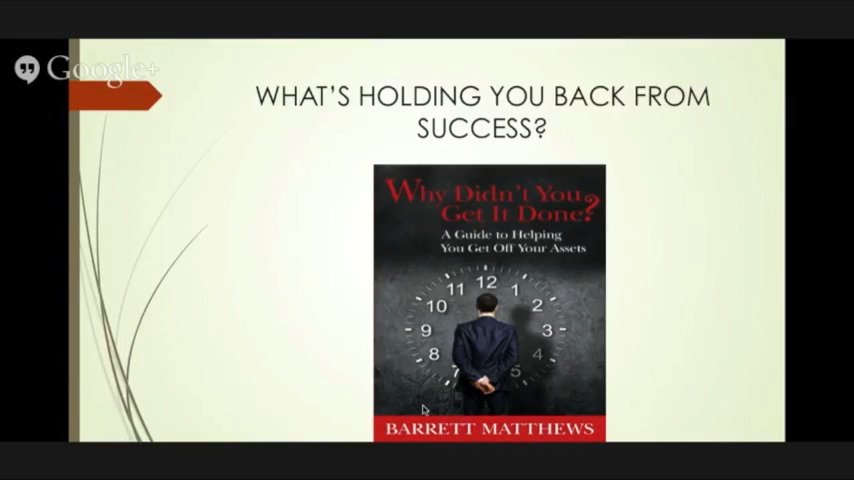 Google+
WHAT'S HOLDING YOU BACK FROM
SUCCESS?
Why Didn't You
Get It Done?
A Guide to Helping
You Get Off Your Assets
12
11
1
10
2
9
3
8
4
7
5
BARRETT MATTHEWS